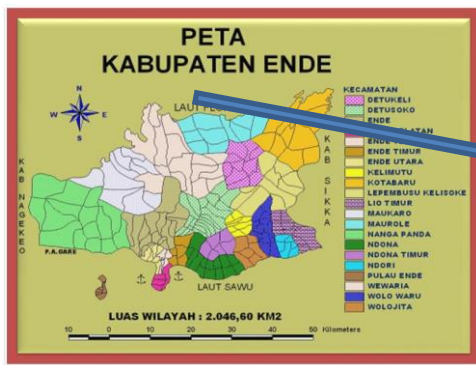 PETA
KABUPATEN ENDE
N
W
E
S
LAUT
KAB NAGEKEO
KAB SIKKA
P.A.GARE
LAUT SAWU
LUAS WILAYAH : 2.046,60 KM2
10 0 10 20 30 40 50 Kilometers
KECAMATAN
DETUKELI
DETUSOKO
ENDE
ENDE
ENDE TIMUR
ENDE UTARA
KELIMUTU
KOTABARU
LEPEMBUSU KELISOKE
LIO TIMUR
MAUKARO
MAUROLE
NANGA PANDA
NDONA
NDONA TIMUR
NDORI
PULAU ENDE
WEWARIA
WOLO WARU
WOLOJITA